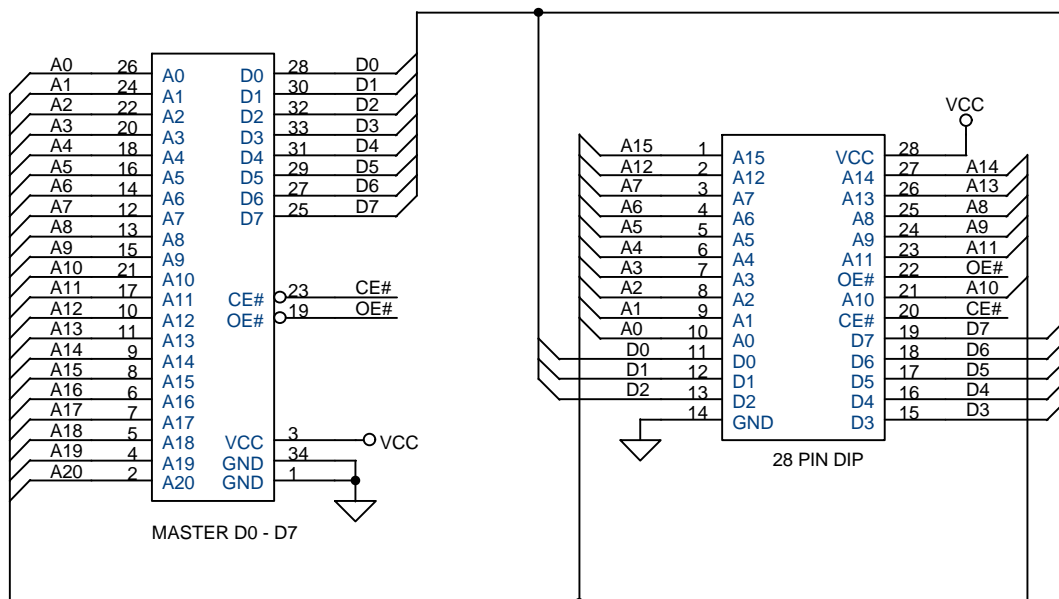 A0 26 A0 D0 28 D0
A1 24 A1 D1 30 D1
A2 22 A2 D2 32 D2
A3 20 A3 D3 33 D3
A4 18 A4 D4 31 D4
A5 16 A5 D5 29 D5
A6 14 A6 D6 27 D6
A7 12 A7 D7 25 D7
A8 13 A8
A9 15 A9
A10 21 A10
A11 17 A11 CE# 23 CE#
A12 10 A12 OE# 19 OE#
A13 11 A13
A14 9 A14
A15 8 A15
A16 6 A16
A17 7 A17
A18 5 A18 VCC 3 VCC
A19 4 A19 GND 34
A20 2 A20 GND 1
MASTER D0 - D7
VCC
A15 1 A15 VCC 28
A12 2 A12 A14 27 A14
A7 3 A7 A13 26 A13
A6 4 A6 A8 25 A8
A5 5 A5 A9 24 A9
A4 6 A4 A11 23 A11
A3 7 A3 OE# 22 OE#
A2 8 A2 A10 21 A10
A1 9 A1 CE# 20 CE#
A0 10 A0 D7 19 D7
D0 11 D0 D6 18 D6
D1 12 D1 D5 17 D5
D2 13 D2 D4 16 D4
14 GND D3 15 D3
28 PIN DIP